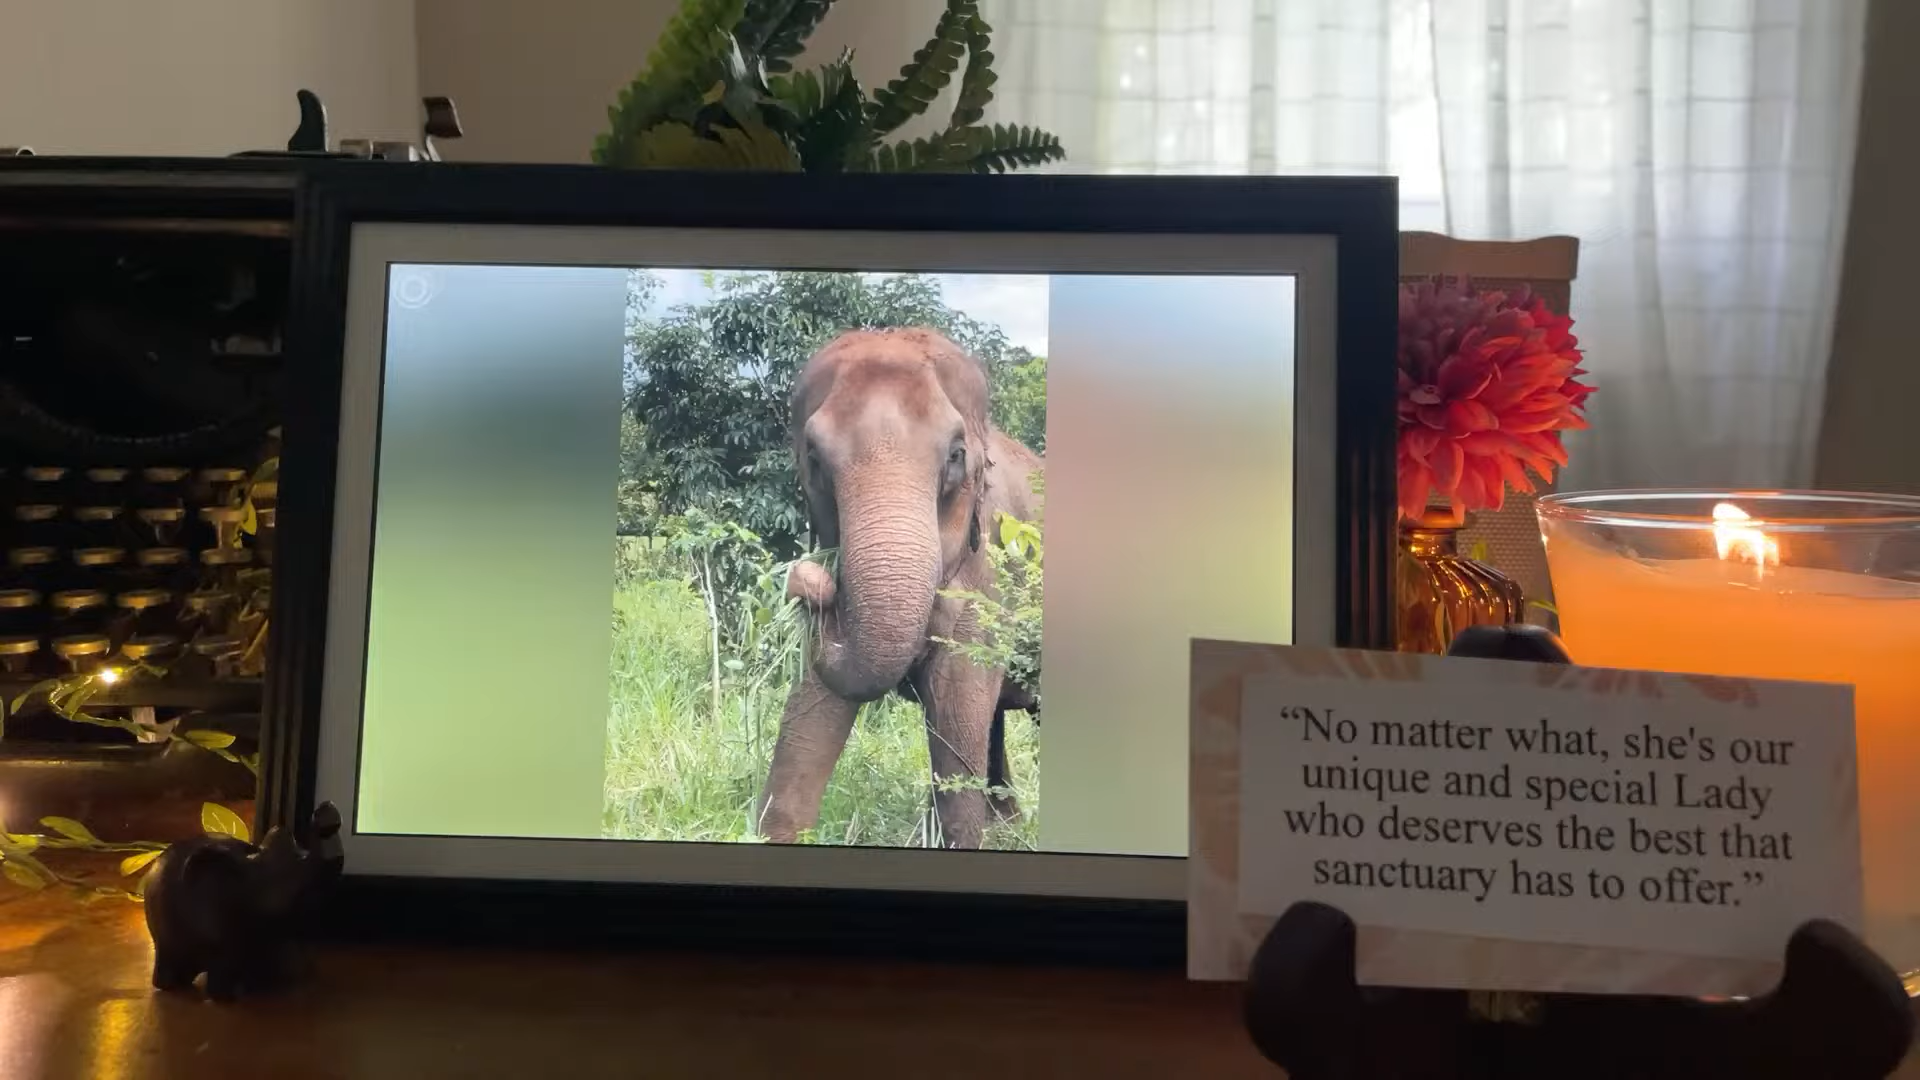 “No matter what, she's our
unique and special Lady
who deserves the best that
sanctuary has to offer.”